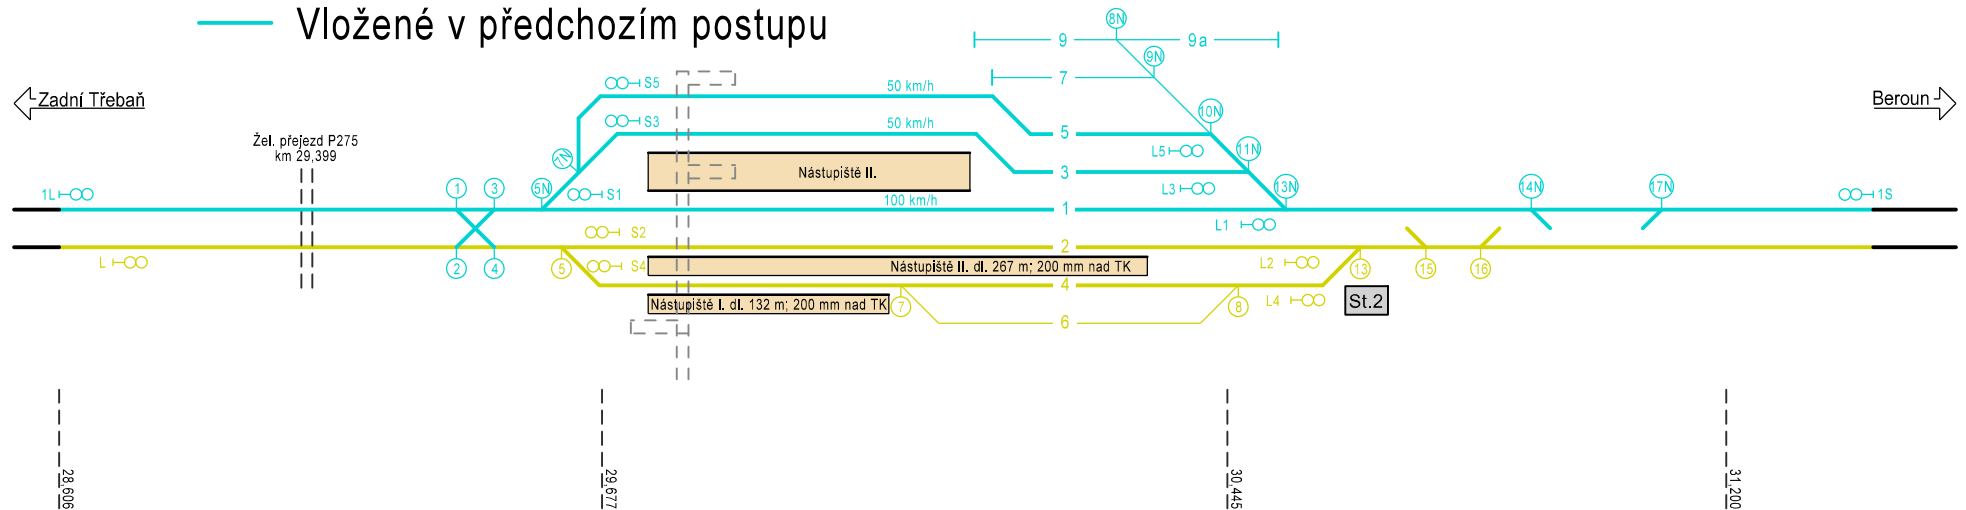 Vložené v předchozím postupu
8N
9
9a
9N
7
S5
50 km/h
Zadní Třebaň
Beroun
10N
S3
50 km/h
5
Žel. přejezd P275
km 29,399
L5
11N
7N
Nástupiště II.
3
1L
1
3
5N
S1
L3
13N
14N
17N
1S
100 km/h
1
L1
S2
2
L
2
4
5
S4
Nástupiště II. dl. 267 m; 200 mm nad TK
L2
13
15
16
4
Nástupiště I. dl. 132 m; 200 mm nad TK
7
8
L4
St.2
6
28,606
29,677
30,445
31,200